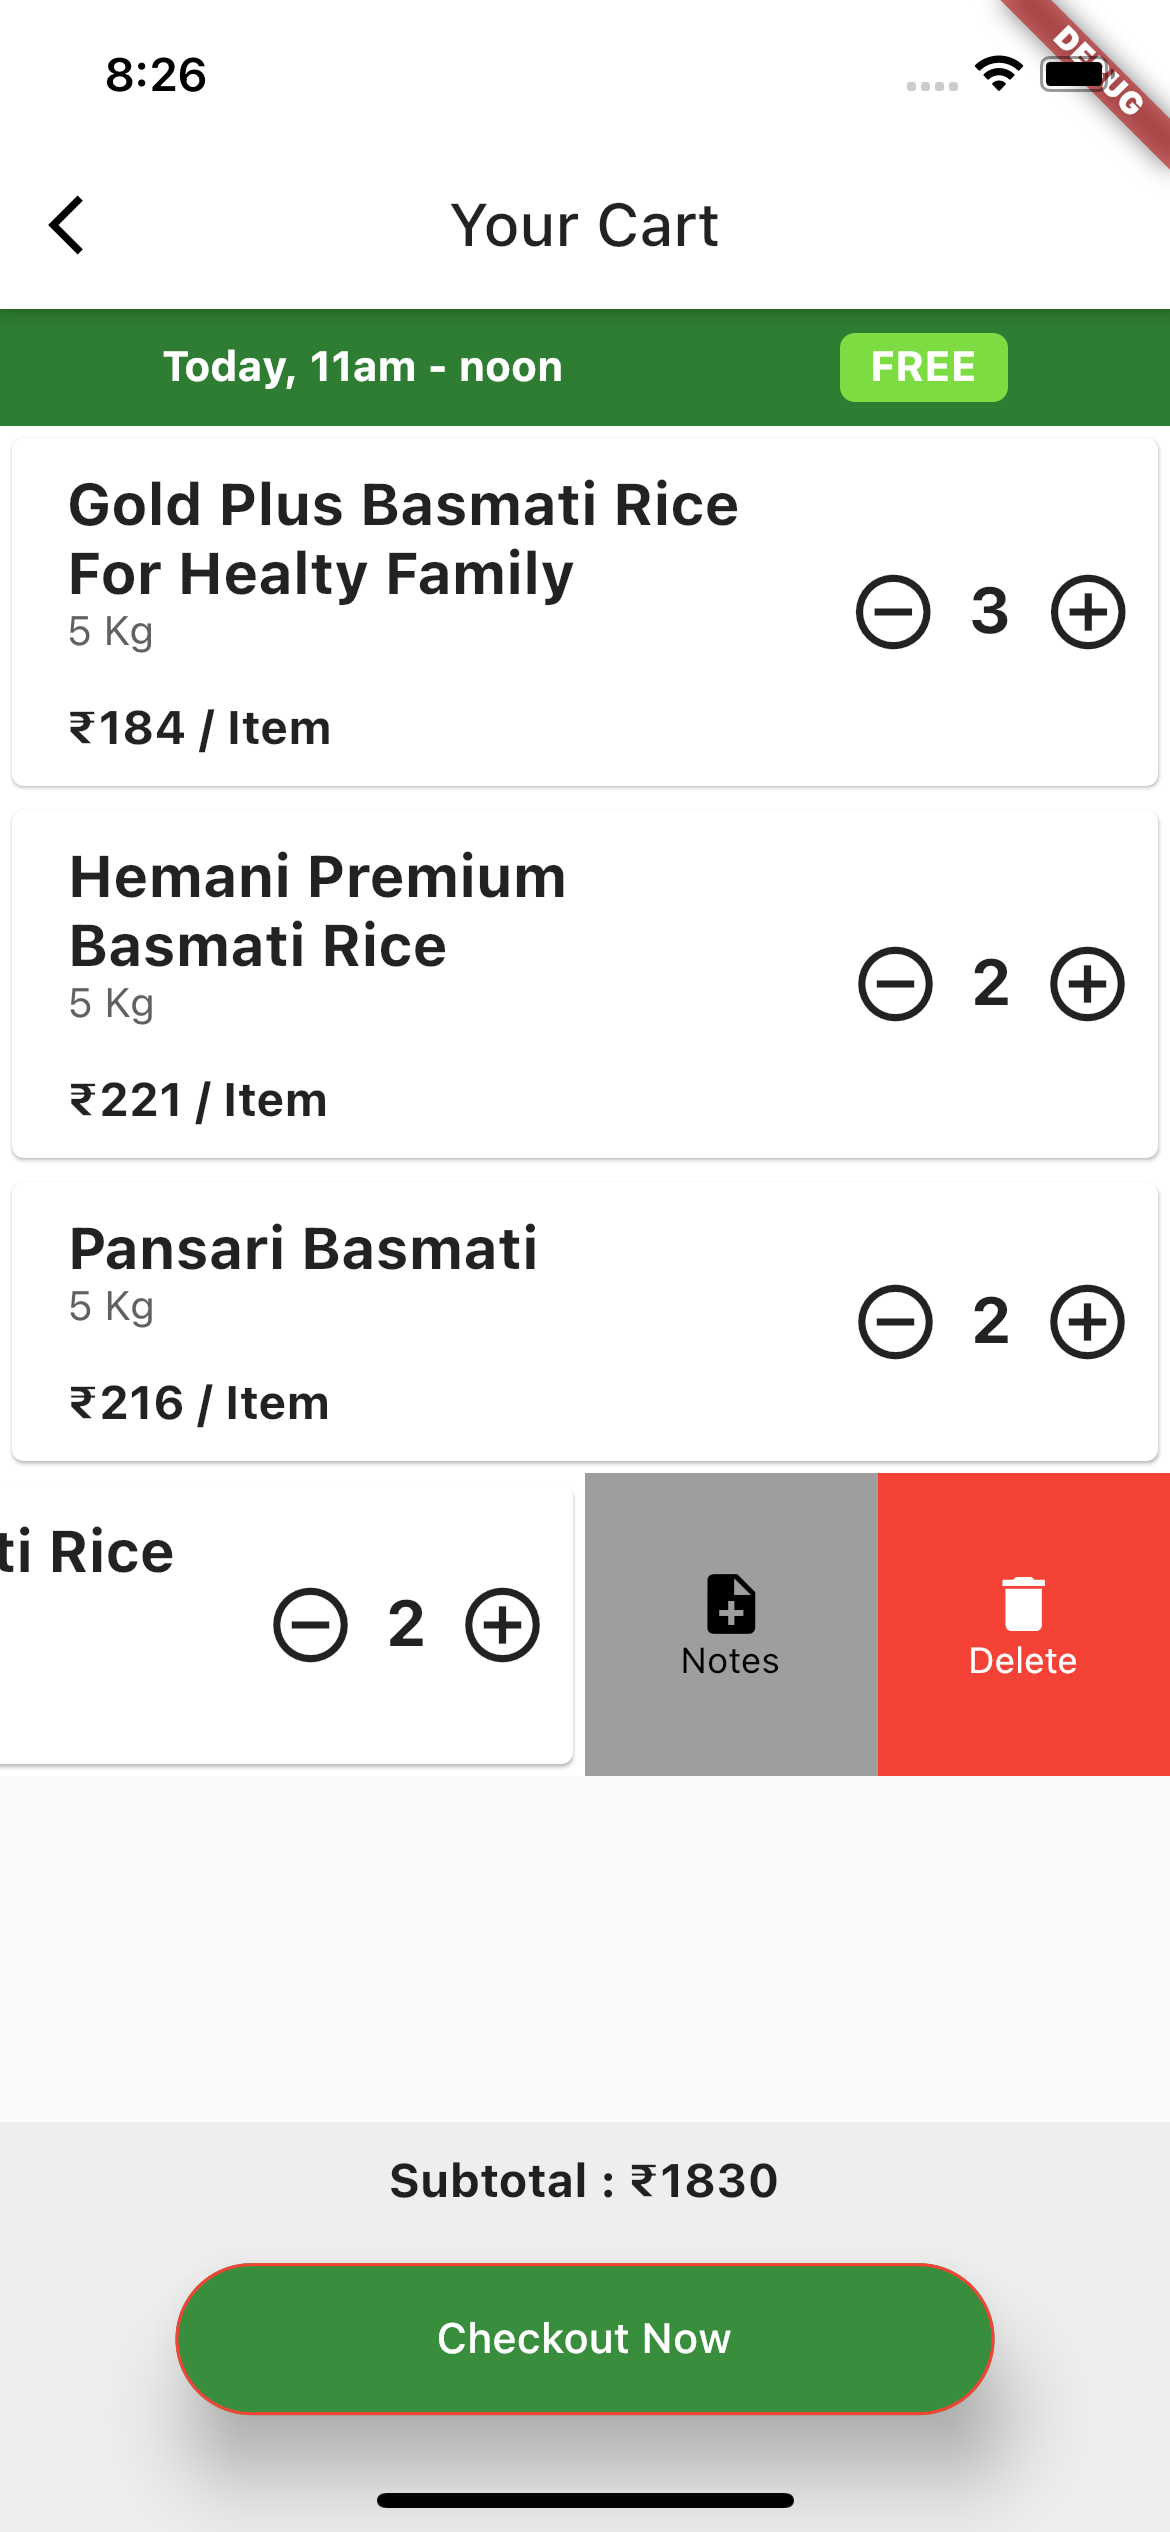 8:26
DEBUG
Your Cart
Today, 11am - noon
FREE
Gold Plus Basmati Rice
For Healty Family
5 Kg
3
₹184 / Item
Hemani Premium
Basmati Rice
5 Kg
2
₹221 / Item
Pansari Basmati
5 Kg
2
₹216 / Item
ti Rice
2
Notes
Delete
Subtotal : ₹1830
Checkout Now